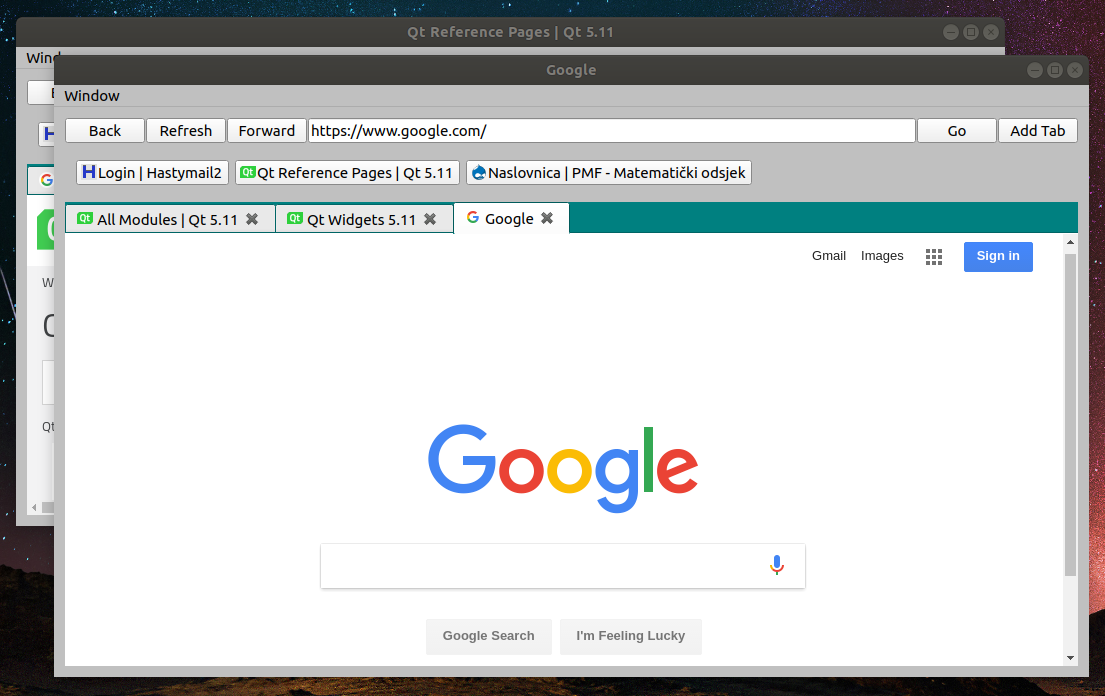 Qt Reference Pages | Qt 5.11
Google
Window
Back Refresh Forward https://www.google.com/ Go Add Tab
Login | Hastymail2 Qt Reference Pages | Qt 5.11 Naslovnica | PMF - Matematički odsjek
Qt All Modules | Qt 5.11 Qt Qt Widgets 5.11 Google
Gmail Images Sign in
Google
Google Search I'm Feeling Lucky